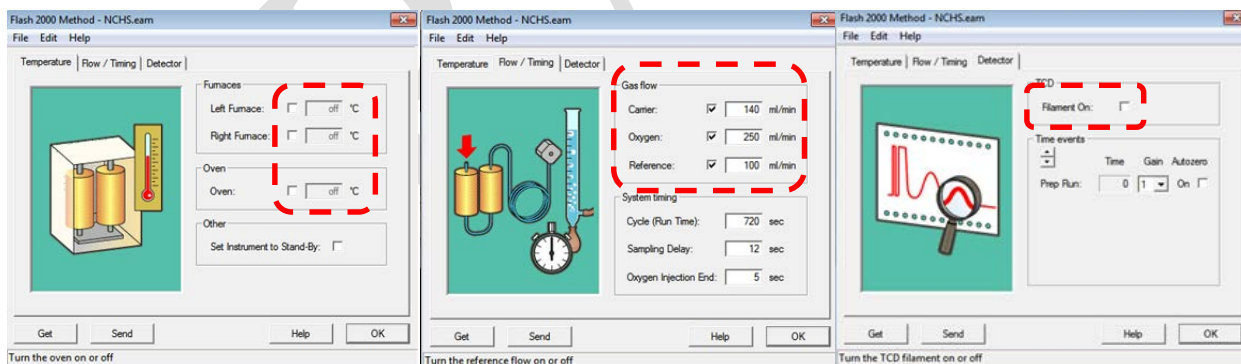 Flash 2000 Method - NCHS.eam
File Edit Help
Temperature Flow / Timing Detector
Furnaces
Left Furnace: off °C
Right Furnace: off °C
Oven
Oven: off °C
Other
Set Instrument to Stand-By:
Get Send Help OK
Turn the oven on or off
Flash 2000 Method - NCHS.eam
File Edit Help
Temperature Flow / Timing Detector
Gas flow
Carrier: 140 ml/min
Oxygen: 250 ml/min
Reference: 100 ml/min
System timing
Cycle (Run Time): 720 sec
Sampling Delay: 12 sec
Oxygen Injection End: 5 sec
Get Send Help OK
Turn the reference flow on or off
Flash 2000 Method - NCHS.eam
File Edit Help
Temperature Flow / Timing Detector
TCD
Filament On:
Time events
Time Gain Autozero
Prep Run: 0 1 On
Get Send Help OK
Turn the TCD filament on or off